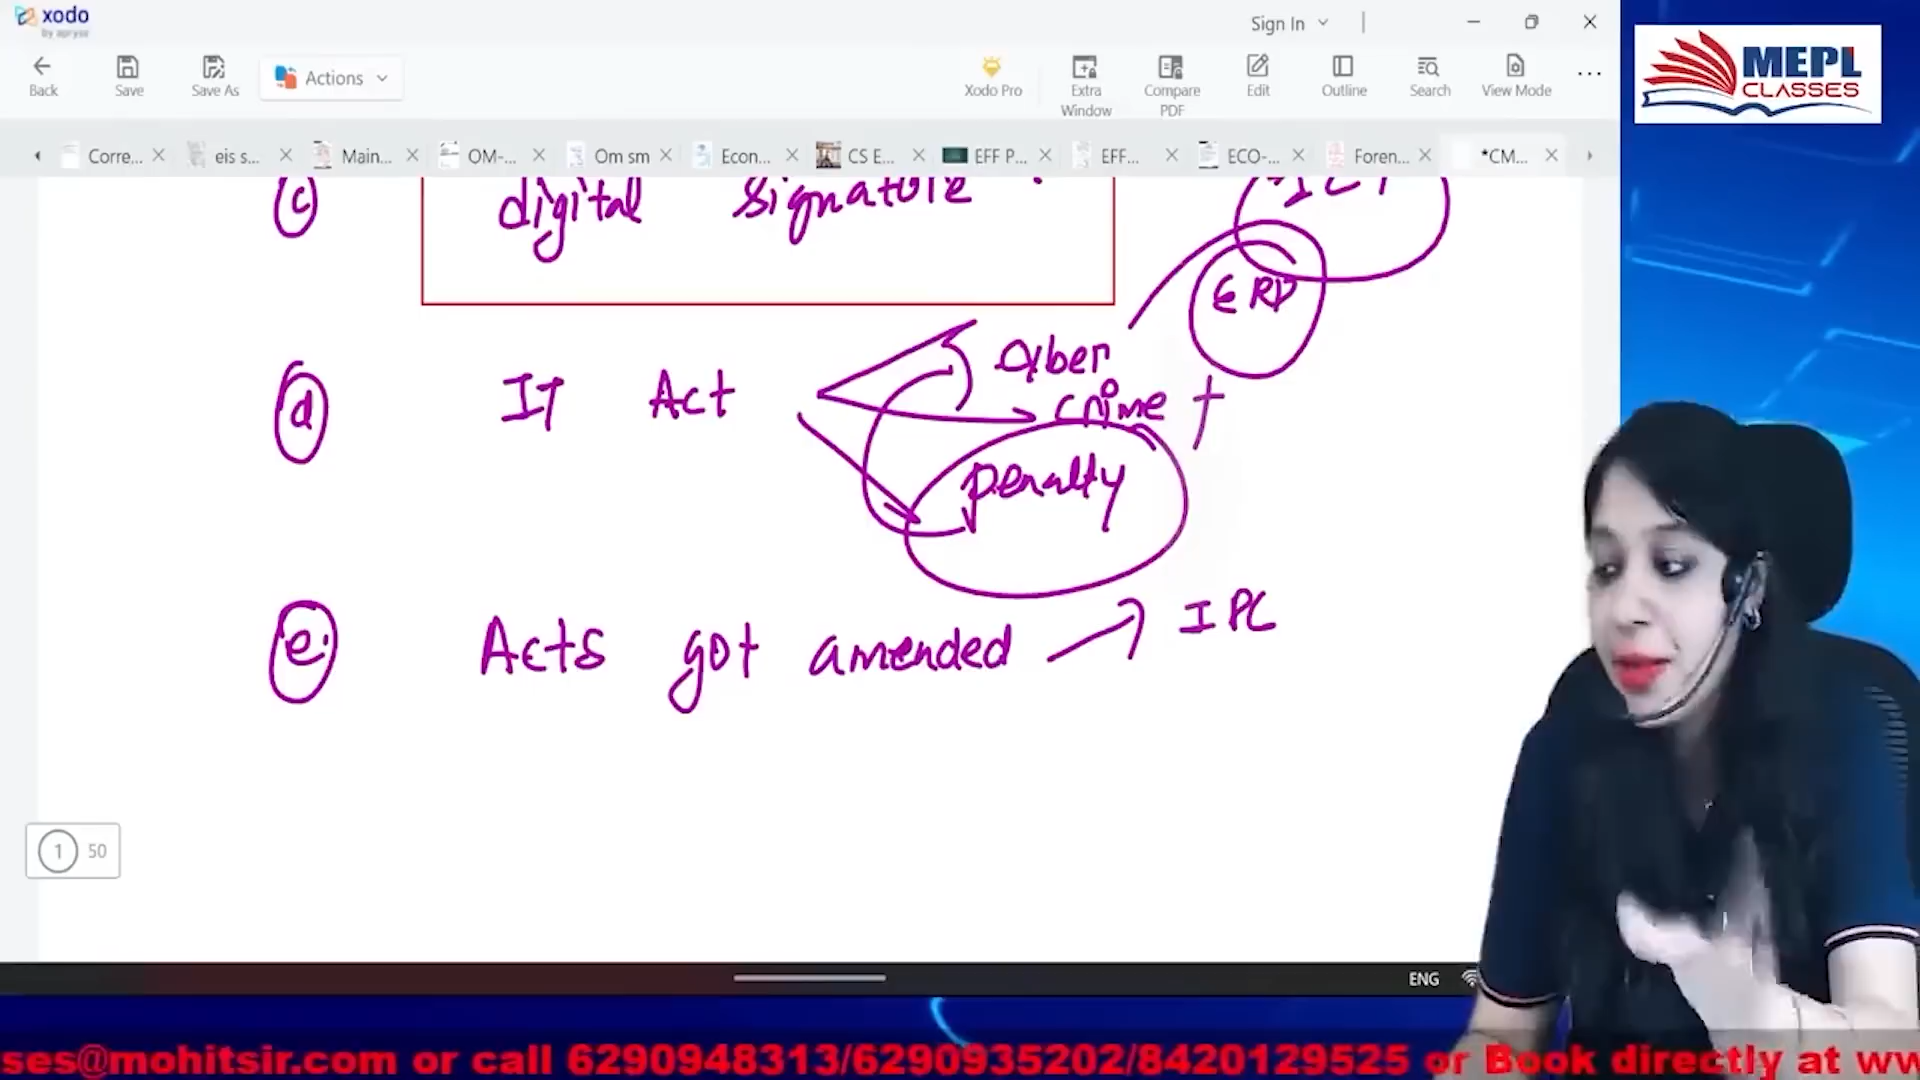 xodo
by apryse
Sign In
Back
Save
Save As
Actions
Xodo Pro
Extra Window
Compare PDF
Edit
Outline
Search
View Mode
MEPL
CLASSES
Corre...
eis s...
Main...
OM-...
Om sm
Econ...
CS E...
EFF P...
EFF...
ECO-...
Foren...
*CM...
(c) digital signature
ERP
(d) IT Act
Cyber
crime +
penalty
(e) Acts got amended → IPC
1 50
ENG
ses@mohitsir.com or call 6290948313/6290935202/8420129525 or Book directly at ww